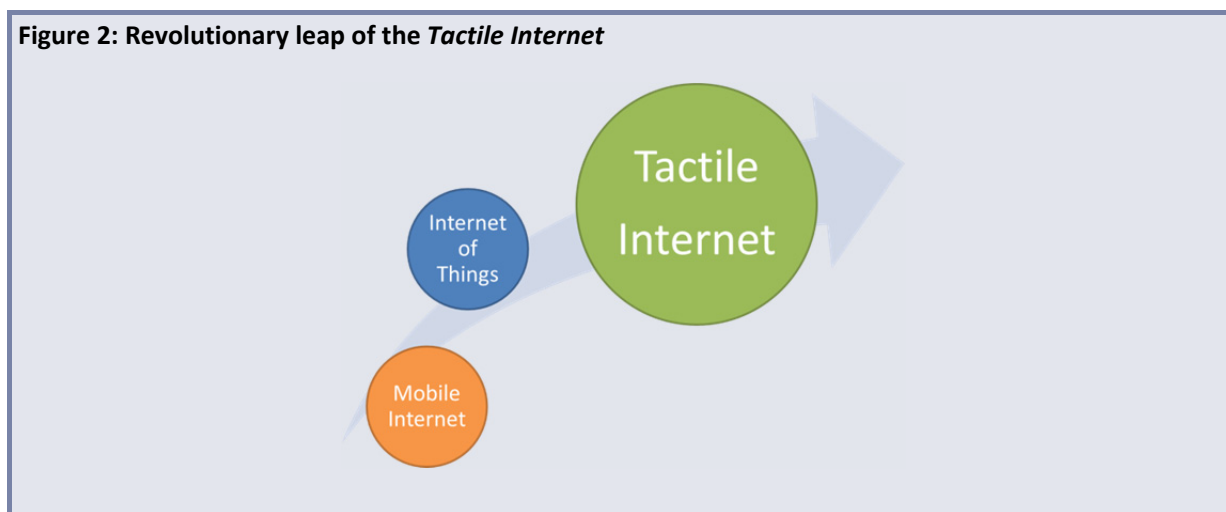 Figure 2: Revolutionary leap of the Tactile Internet
Tactile
Internet
Internet
of
Things
Mobile
Internet